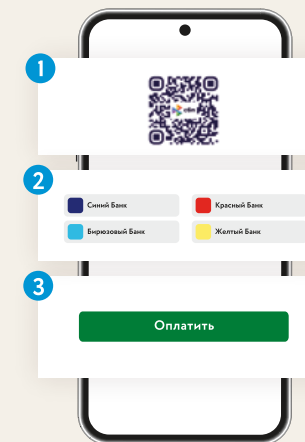 1
2
Синий Банк
Красный Банк
Бирюзовый Банк
Желтый Банк
3
Оплатить